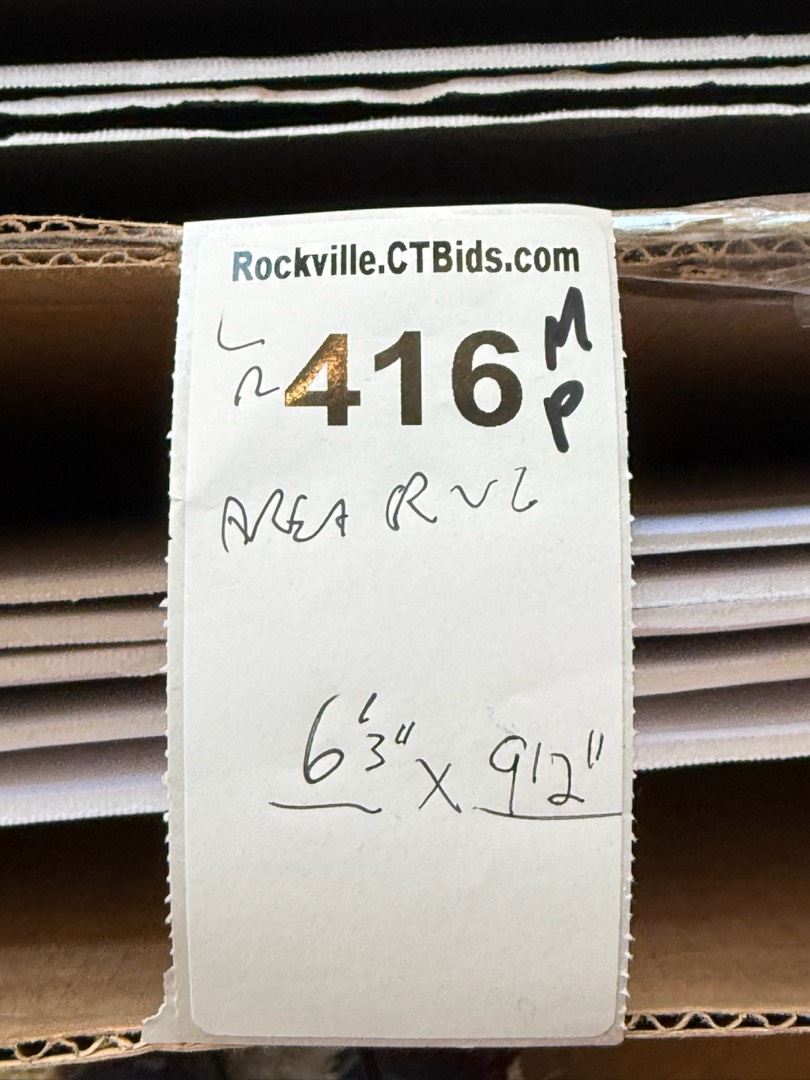 Rockville.CTBids.com
L R 416 M P
AREA RUG
6'3" X 9'2"